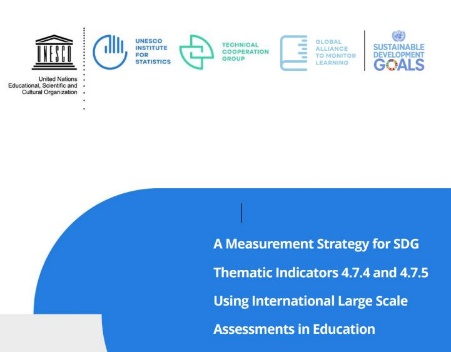 UNESCO
United Nations
Educational, Scientific and
Cultural Organization
UNESCO
INSTITUTE
FOR
STATISTICS
TECHNICAL
COOPERATION
GROUP
GLOBAL
ALLIANCE
TO MONITOR
LEARNING
SUSTAINABLE
DEVELOPMENT
GOALS
A Measurement Strategy for SDG
Thematic Indicators 4.7.4 and 4.7.5
Using International Large Scale
Assessments in Education